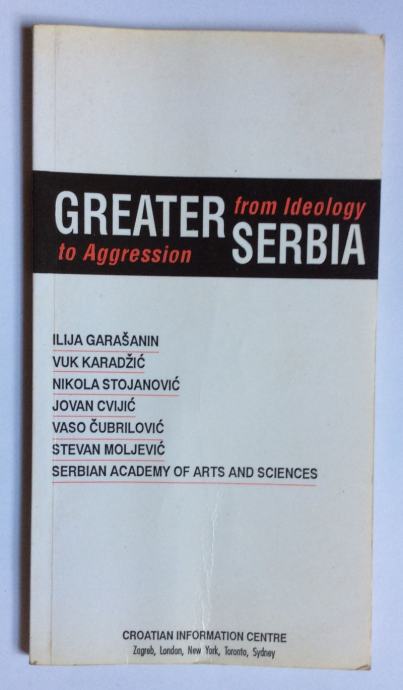 GREATER from Ideology
to Aggression SERBIA
ILIJA GARAŠANIN
VUK KARADŽIĆ
NIKOLA STOJANOVIĆ
JOVAN CVIJIĆ
VASO ČUBRILOVIĆ
STEVAN MOLJEVIĆ
SERBIAN ACADEMY OF ARTS AND SCIENCES
CROATIAN INFORMATION CENTRE
Zagreb, London, New York, Toronto, Sydney